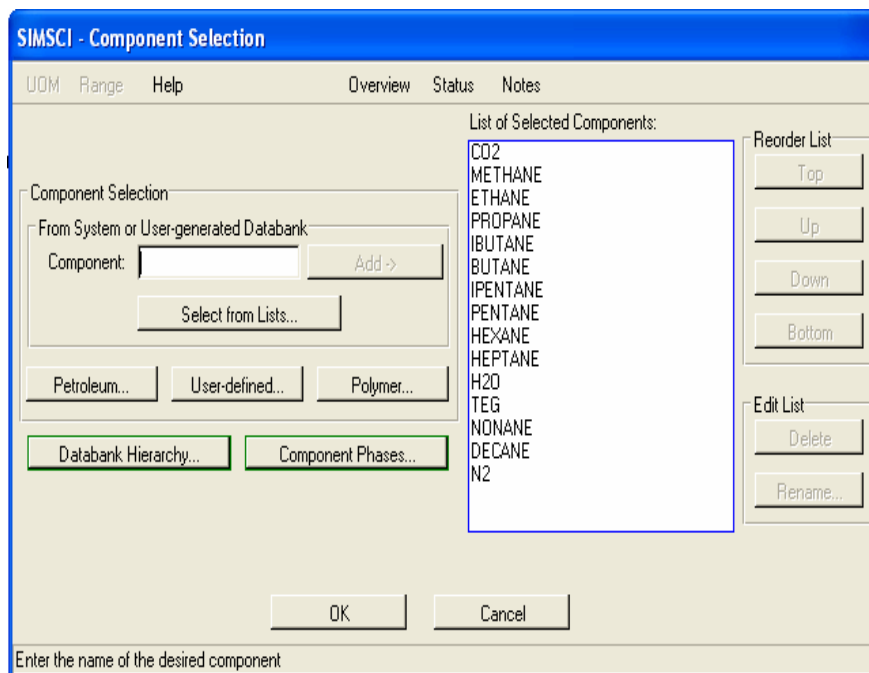 SIMSCI - Component Selection
UOM Range Help Overview Status Notes
List of Selected Components:
CO2
METHANE
ETHANE
PROPANE
IBUTANE
BUTANE
IPENTANE
PENTANE
HEXANE
HEPTANE
H2O
TEG
NONANE
DECANE
N2
Component Selection
From System or User-generated Databank
Component: Add ->
Select from Lists...
Petroleum... User-defined... Polymer...
Databank Hierarchy... Component Phases...
Reorder List
Top
Up
Down
Bottom
Edit List
Delete
Rename...
OK Cancel
Enter the name of the desired component